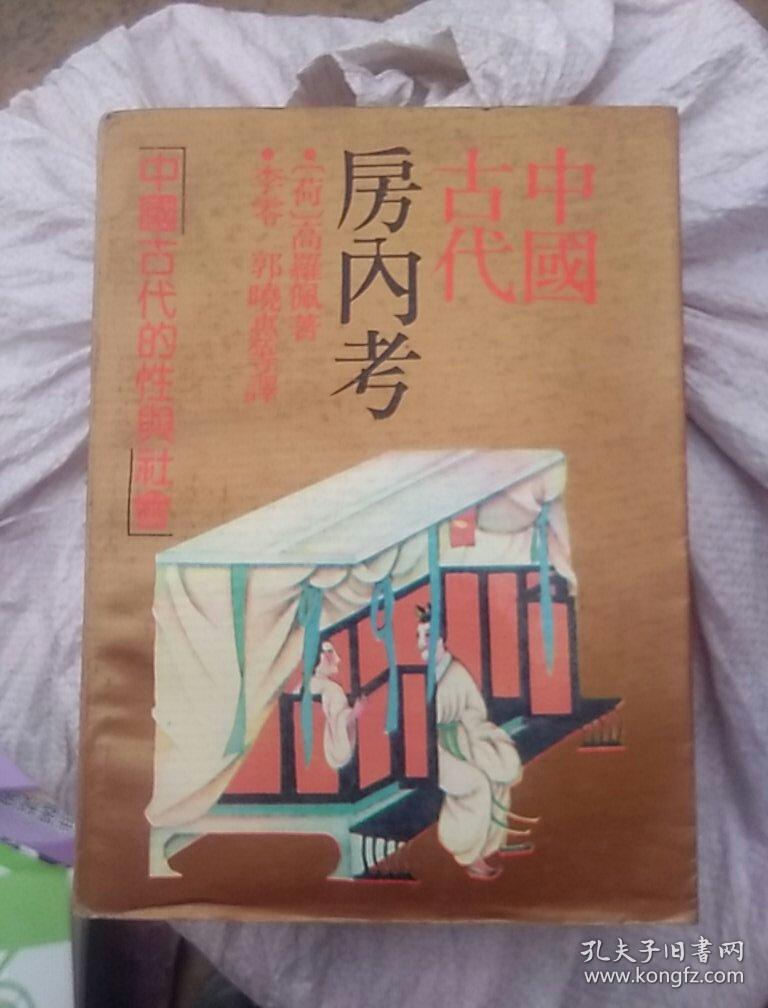 中國
古代
房內考
•〔荷〕高羅佩著
•李零 郭曉惠等譯
中國古代的性與社會
孔夫子旧书网
www.kongfz.com